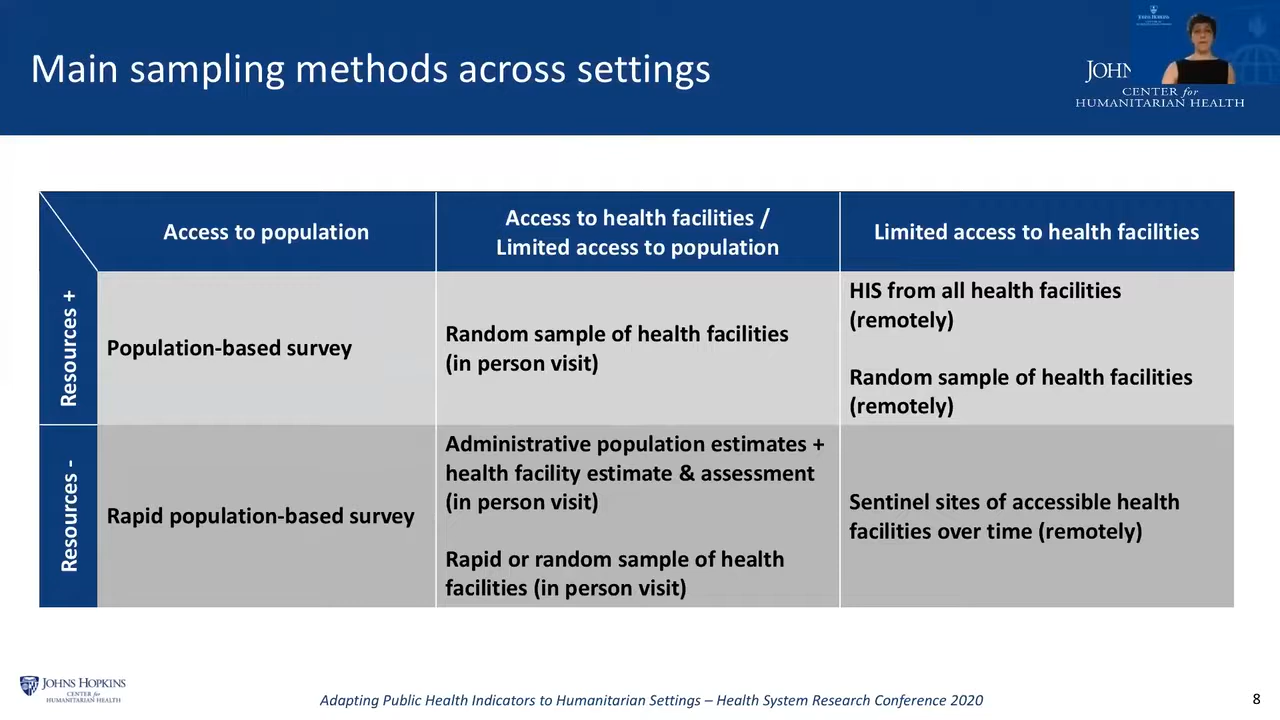 Main sampling methods across settings
JOHNS HOPKINS
JOHN
CENTER for
HUMANITARIAN HEALTH
Access to population
Access to health facilities /
Limited access to population
Limited access to health facilities
Resources +
Population-based survey
Random sample of health facilities
(in person visit)
HIS from all health facilities
(remotely)
Random sample of health facilities
(remotely)
Resources -
Rapid population-based survey
Administrative population estimates +
health facility estimate & assessment
(in person visit)
Rapid or random sample of health
facilities (in person visit)
Sentinel sites of accessible health
facilities over time (remotely)
JOHNS HOPKINS
CENTER for
HUMANITARIAN HEALTH
Adapting Public Health Indicators to Humanitarian Settings – Health System Research Conference 2020
8